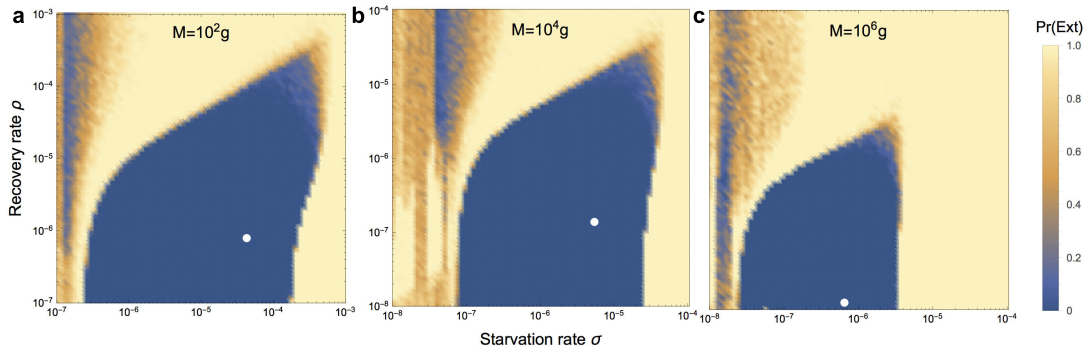 a
M=10²g
b
M=10⁴g
c
M=10⁶g
Pr(Ext)
Recovery rate ρ
10⁻³
10⁻⁴
10⁻⁵
10⁻⁶
10⁻⁷
10⁻⁷ 10⁻⁶ 10⁻⁵ 10⁻⁴ 10⁻³
10⁻⁴
10⁻⁵
10⁻⁶
10⁻⁷
10⁻⁸
10⁻⁸ 10⁻⁷ 10⁻⁶ 10⁻⁵ 10⁻⁴
10⁻⁸ 10⁻⁷ 10⁻⁶ 10⁻⁵ 10⁻⁴
1.0
0.8
0.6
0.4
0.2
0
Starvation rate σ